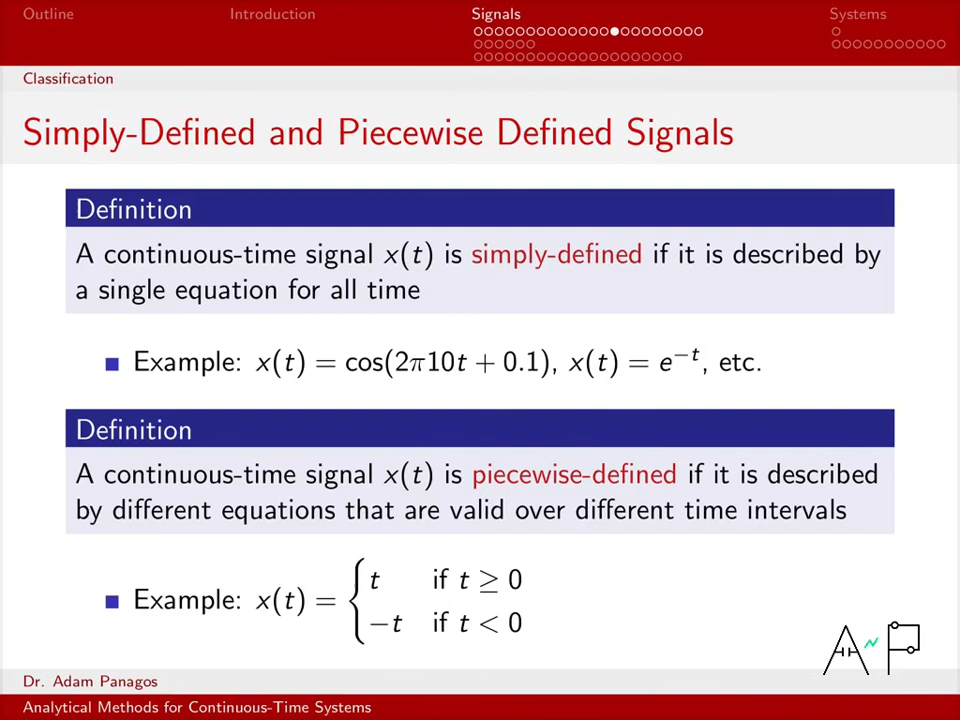 Outline Introduction Signals Systems
Classification
Simply-Defined and Piecewise Defined Signals
Definition
A continuous-time signal x(t) is simply-defined if it is described by
a single equation for all time
Example: x(t) = cos(2π10t + 0.1), x(t) = e^{−t}, etc.
Definition
A continuous-time signal x(t) is piecewise-defined if it is described
by different equations that are valid over different time intervals
Example: x(t) = { t if t ≥ 0
−t if t < 0
AP
Dr. Adam Panagos
Analytical Methods for Continuous-Time Systems